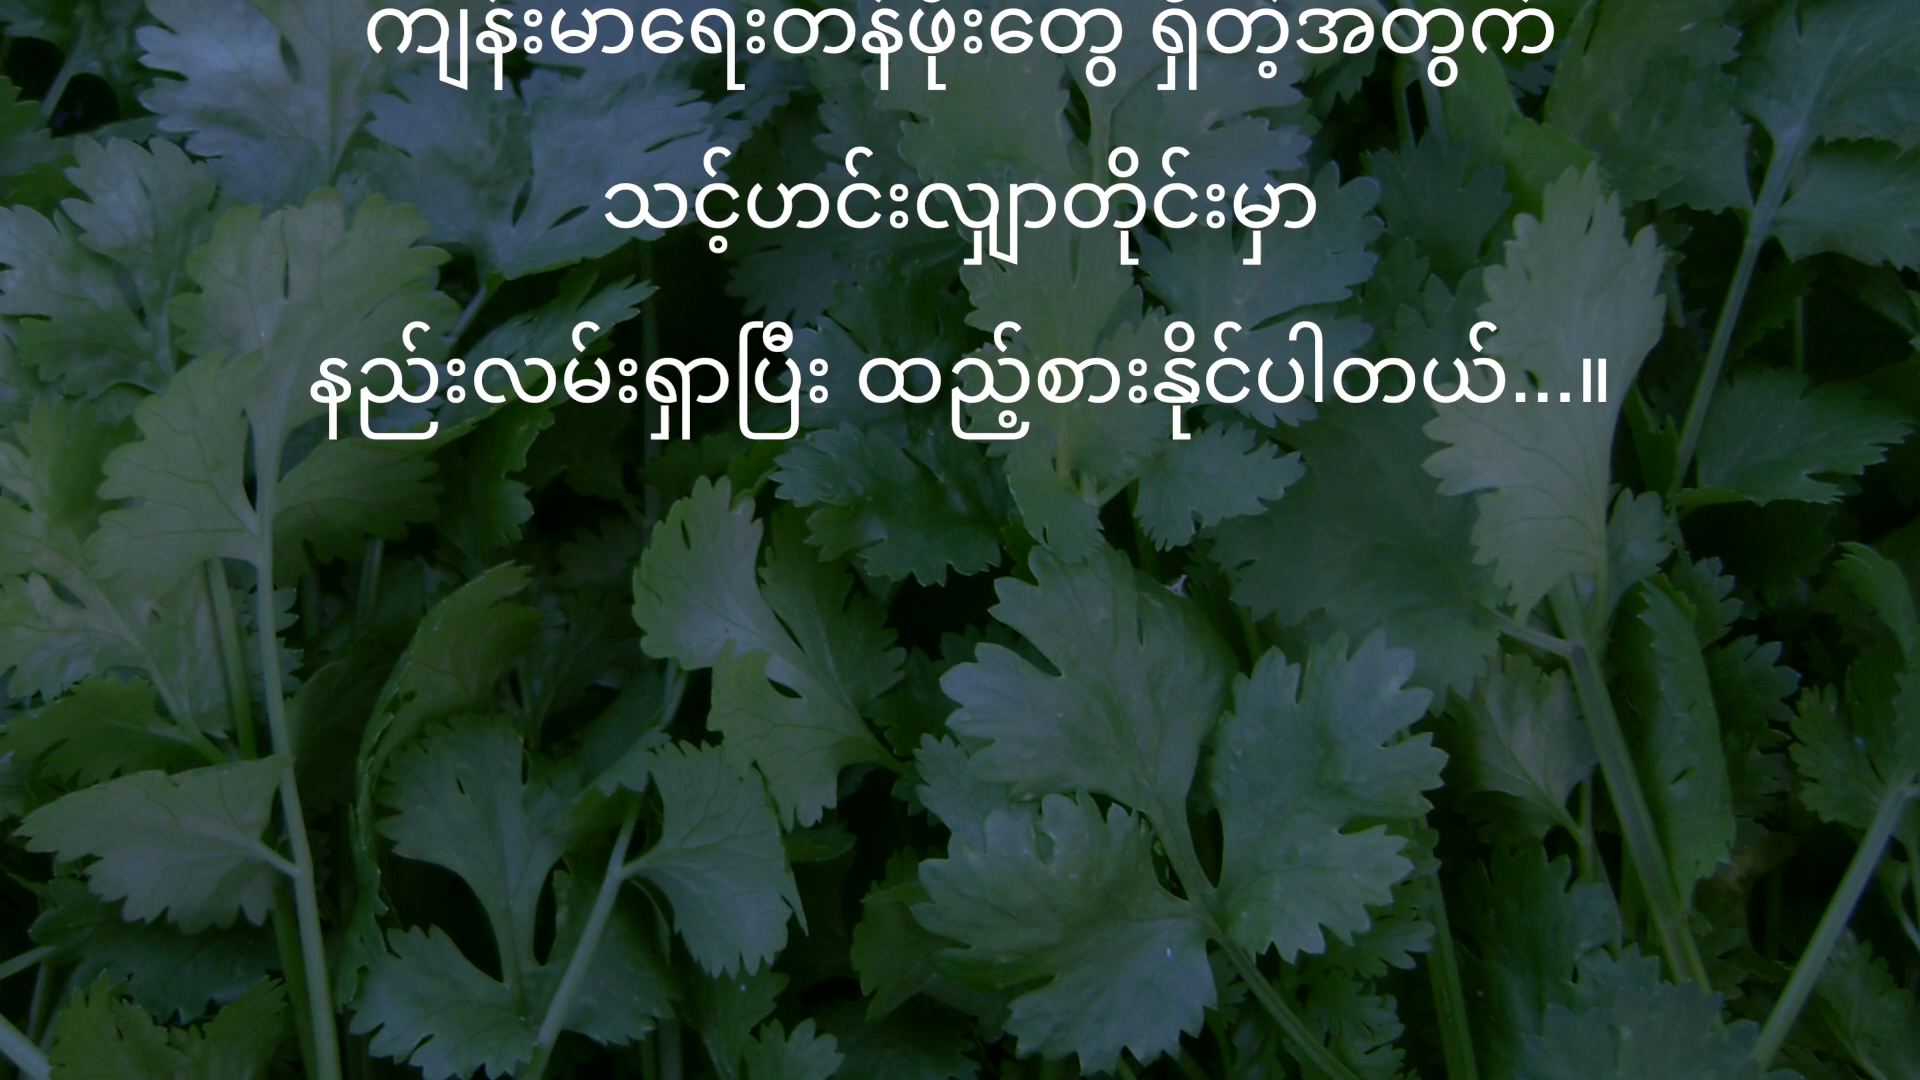 ကျန်းမာရေးတန်ဖိုးတွေ ရှိတဲ့အတွက်
သင့်ဟင်းလျှာတိုင်းမှာ
နည်းလမ်းရှာပြီး ထည့်စားနိုင်ပါတယ်...။